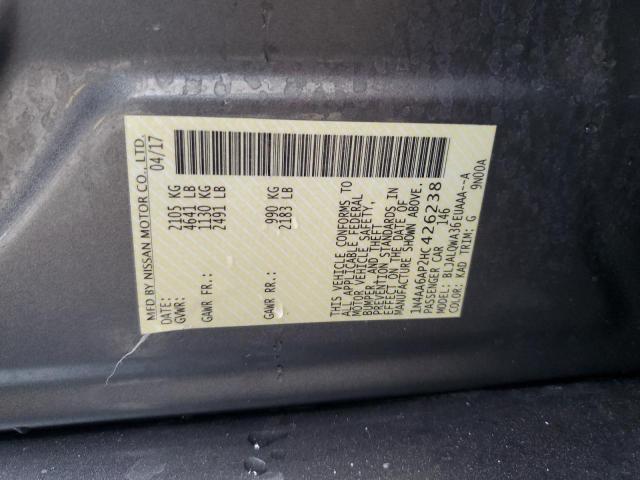 MFD BY NISSAN MOTOR CO., LTD.
DATE: 04/17
GVWR: 2105 KG
4641 LB
GAWR FR: 1130 KG
2491 LB
GAWR RR: 990 KG
2183 LB
THIS VEHICLE CONFORMS TO
ALL APPLICABLE FEDERAL
MOTOR VEHICLE SAFETY,
BUMPER, AND THEFT
PREVENTION STANDARDS IN
EFFECT ON THE DATE OF
MANUFACTURE SHOWN ABOVE.
1N4AA6AP2HC426238
PASSENGER CAR 146
MODEL: BLJALQWA36EUAAA--A
COLOR: KAD TRIM: G 9N00A